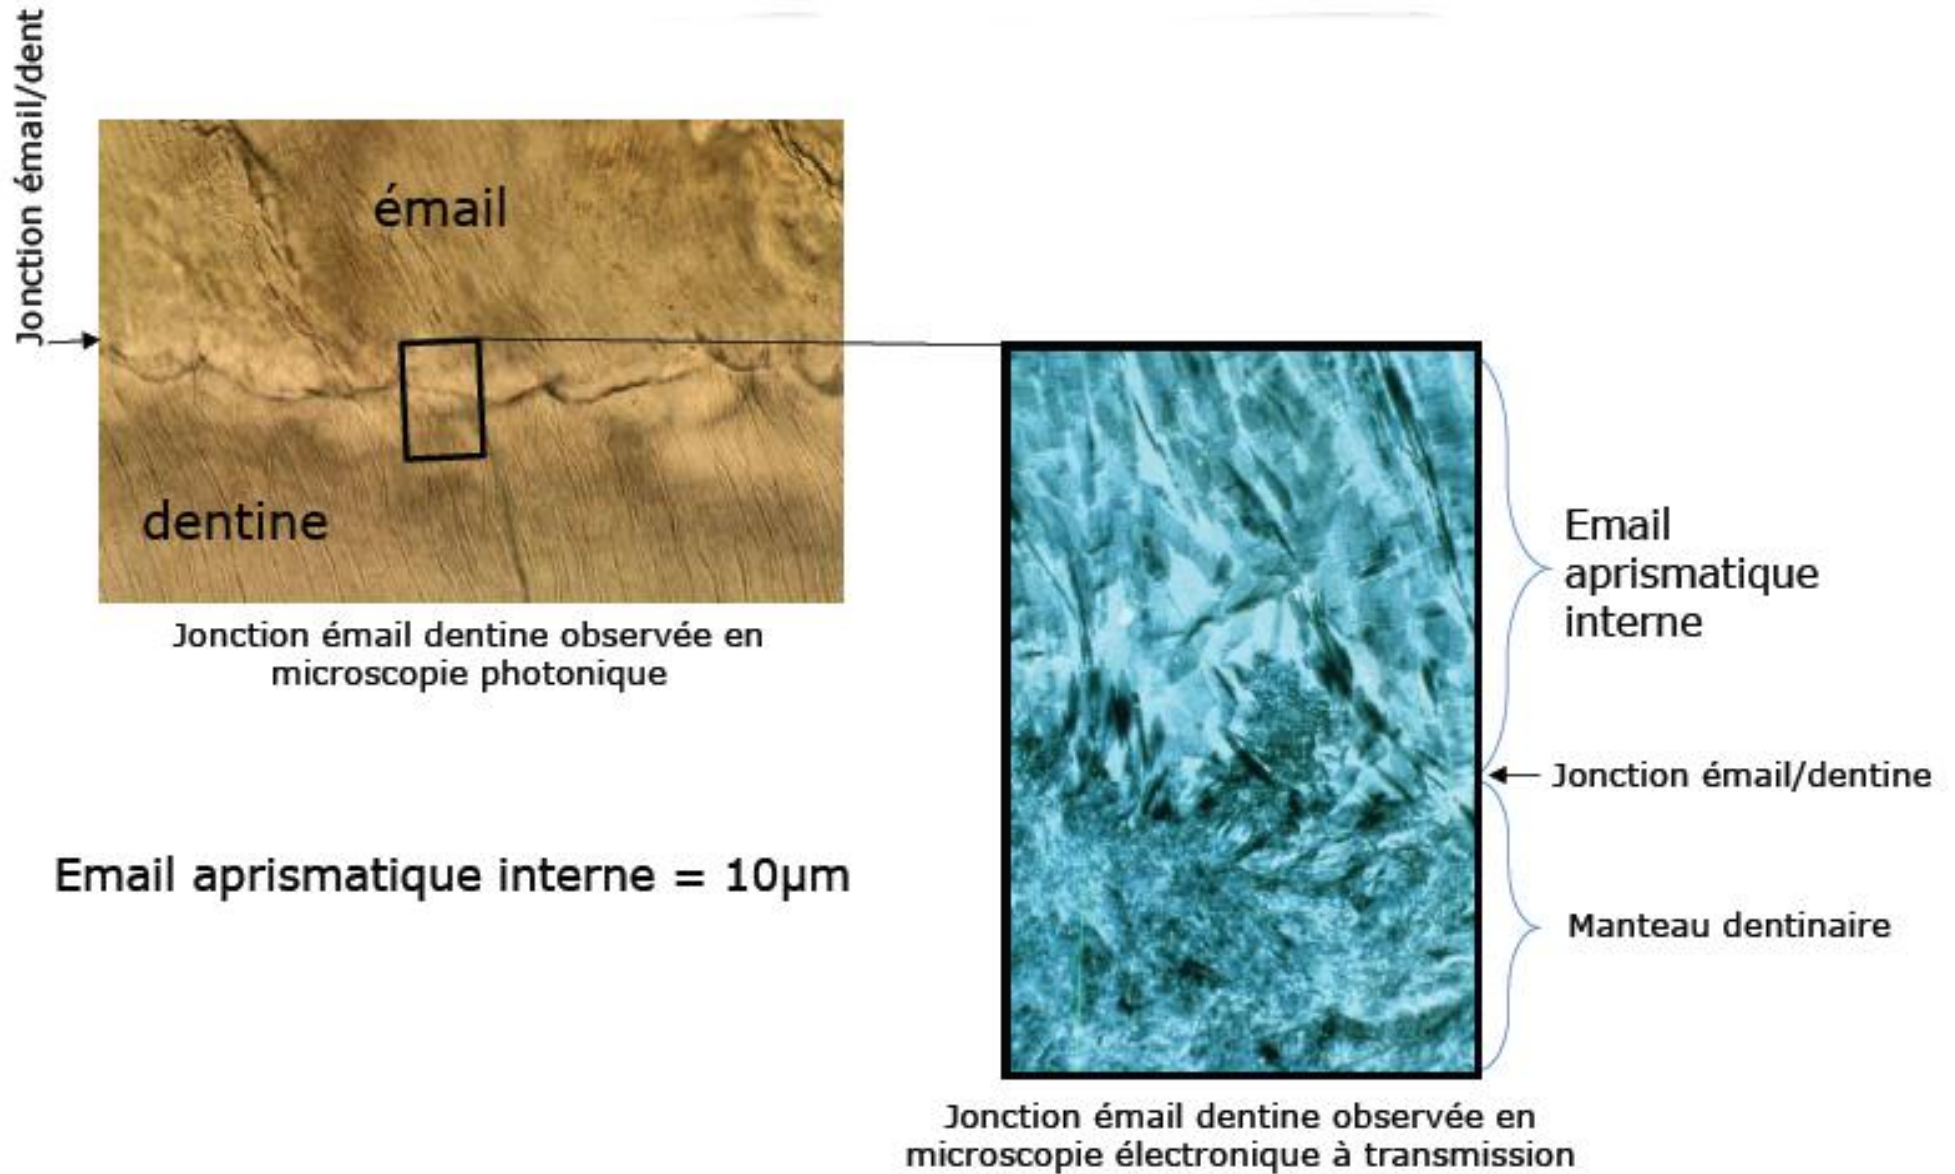 Jonction émail/dent
émail
dentine
Jonction émail dentine observée en
microscopie photonique
Email aprismatique interne = 10µm
Email
aprismatique
interne
Jonction émail/dentine
Manteau dentinaire
Jonction émail dentine observée en
microscopie électronique à transmission